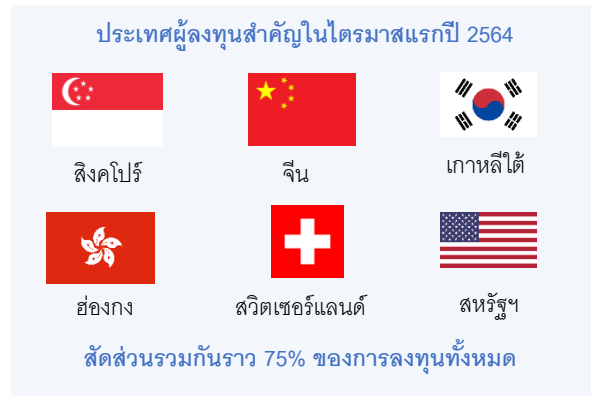 ประเทศผู้ลงทุนสำคัญในไตรมาสแรกปี 2564
สิงคโปร์ จีน เกาหลีใต้
ฮ่องกง สวิตเซอร์แลนด์ สหรัฐฯ
สัดส่วนรวมกันราว 75% ของการลงทุนทั้งหมด